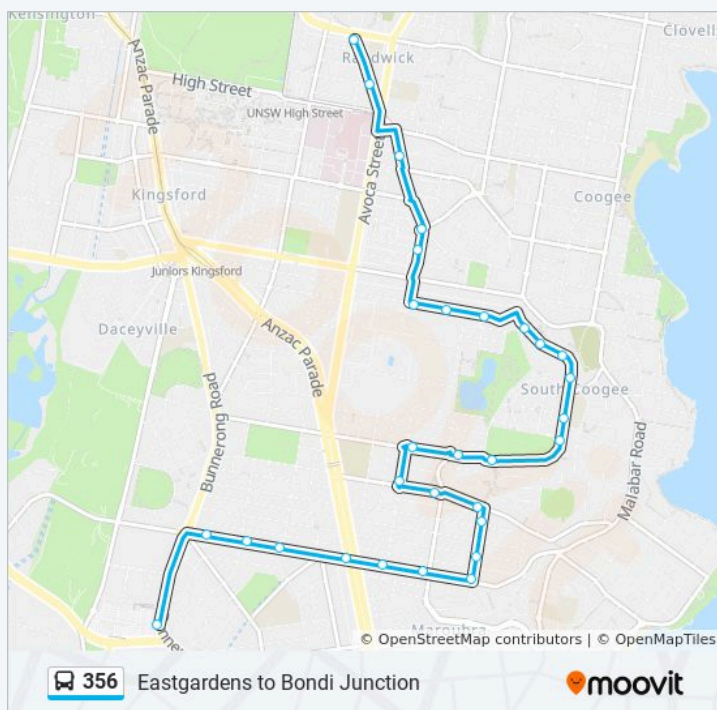 Kensington
Clovell
Randwick
Anzac Parade
High Street
UNSW High Street
Avoca Street
Coogee
Kingsford
Juniors Kingsford
Daceyville
Anzac Parade
South Coogee
Bunnerong Road
Malabar Road
Maroubra
© OpenStreetMap contributors | © OpenMapTiles
356 Eastgardens to Bondi Junction
moovit